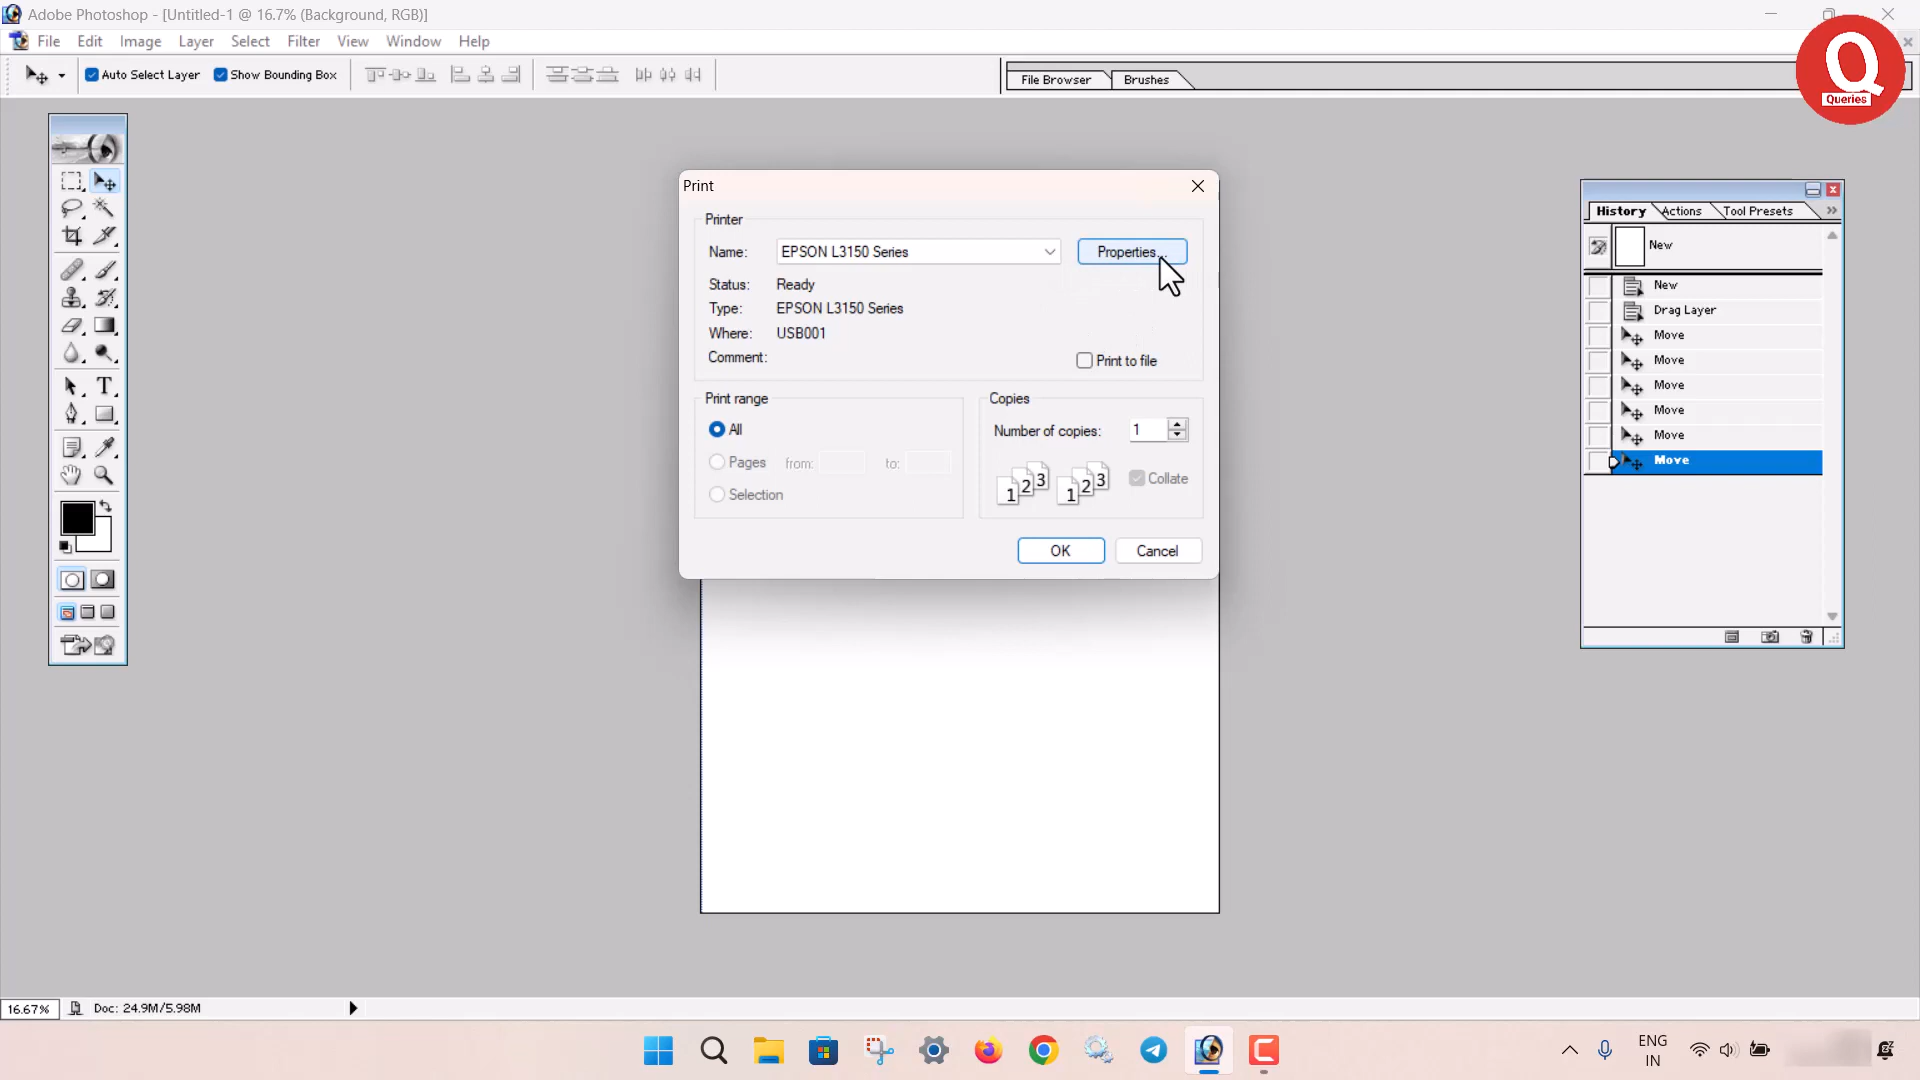 Adobe Photoshop - [Untitled-1 @ 16.7% (Background, RGB)]
File Edit Image Layer Select Filter View Window Help
Auto Select Layer Show Bounding Box File Browser Brushes
Q
Queries
Print
Printer
Name: EPSON L3150 Series Properties...
Status: Ready
Type: EPSON L3150 Series
Where: USB001
Comment:
Print to file
Print range
All
Pages from: to:
Selection
Copies
Number of copies: 1
1 2 3 1 2 3 Collate
OK Cancel
T
History Actions Tool Presets
New
New
Drag Layer
Move
Move
Move
Move
Move
Move
16.67% Doc: 24.9M/5.98M
ENG
IN